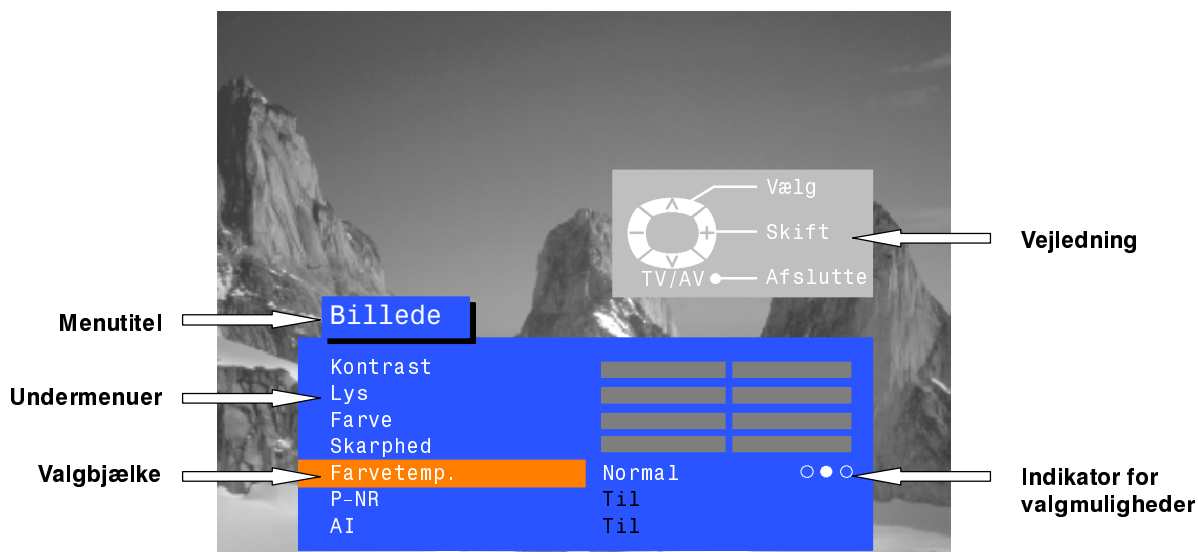 Vælg
Skift
TV/AV
Afslutte
Vejledning
Menutitel
Billede
Kontrast
Undermenuer
Lys
Farve
Skarphed
Valgbjælke
Farvetemp.
Normal
Indikator for
valgmuligheder
P-NR
Til
AI
Til